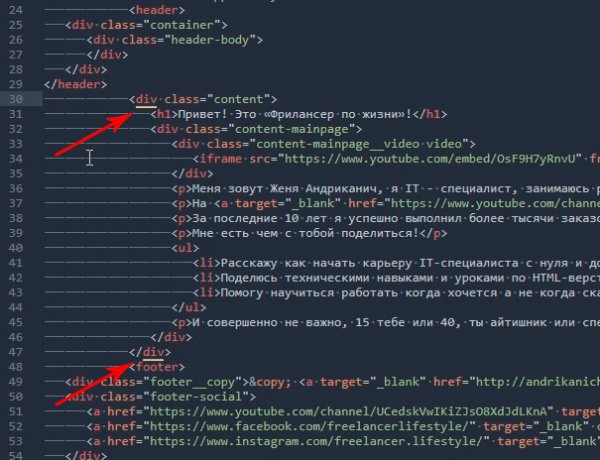 24 <header>
25 <div class="container">
26 <div class="header-body">
27 </div>
28 </div>
29 </header>
30 <div class="content">
31 <h1>Привет! Это «Фрилансер по жизни»!</h1>
32 <div class="content-mainpage">
33 <div class="content-mainpage__video video">
34 <iframe src="https://www.youtube.com/embed/OsF9H7yRnvU" fr
35 </div>
36 <p>Меня зовут Женя Андриканич, я IT - специалист, занимаюсь р
37 <p>На <a target="_blank" href="https://www.youtube.com/channe
38 <p>За последние 10 лет я успешно выполнил более тысячи заказо
39 <p>Мне есть чем с тобой поделиться!</p>
40 <ul>
41 <li>Расскажу как начать карьеру IT-специалиста с нуля и до
42 <li>Поделюсь техническими навыками и уроками по HTML-верст
43 <li>Помогу научиться работать когда хочется а не когда ска
44 </ul>
45 <p>И совершенно не важно, 15 тебе или 40, ты айтишник или спе
46 </div>
47 </div>
48 <footer>
49 <div class="footer__copy">&copy; <a target="_blank" href="http://andrikanich
50 <div class="footer-social">
51 <a href="https://www.youtube.com/channel/UCedskVwIKiZJsO8XdJdLKnA" target
52 <a href="https://www.facebook.com/freelancerlifestyle/" target="_blank" c
53 <a href="https://www.instagram.com/freelancer.lifestyle/" target="_blank"
54 </div>